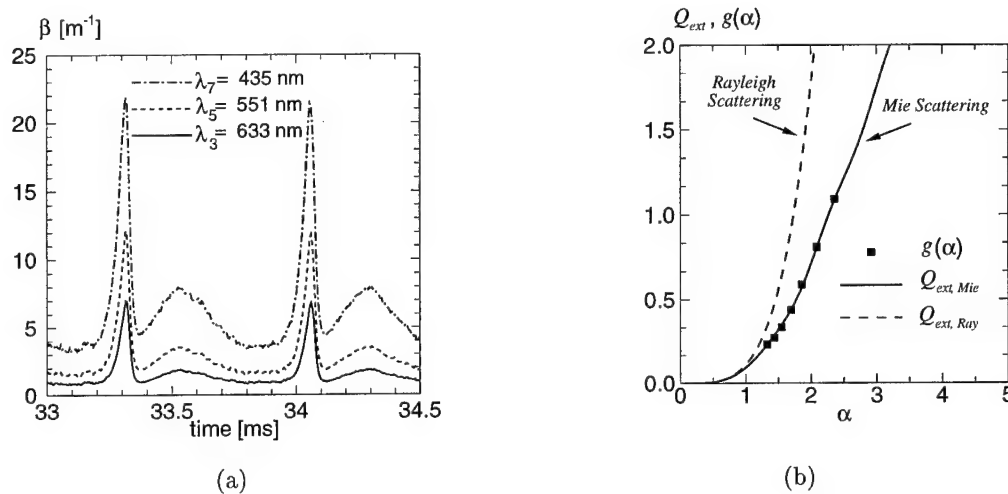 β [m⁻¹]
25
20
15
10
5
0
λ₇= 435 nm
λ₅= 551 nm
λ₃= 633 nm
33
33.5
34
34.5
time [ms]
(a)
Q_ext , g(α)
2.0
1.5
1.0
0.5
0.0
Rayleigh
Scattering
Mie Scattering
g(α)
Q_ext, Mie
Q_ext, Ray
0
1
2
3
4
5
α
(b)